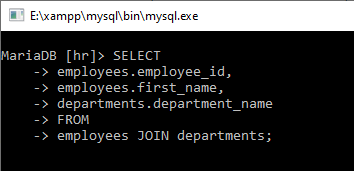 E:\xampp\mysql\bin\mysql.exe
MariaDB [hr]> SELECT
    -> employees.employee_id,
    -> employees.first_name,
    -> departments.department_name
    -> FROM
    -> employees JOIN departments;